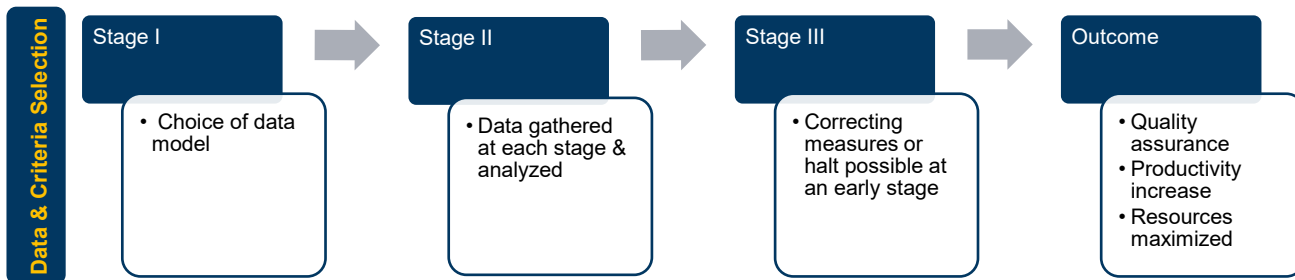 Data & Criteria Selection
Stage I
• Choice of data
model
Stage II
• Data gathered
at each stage &
analyzed
Stage III
• Correcting
measures or
halt possible at
an early stage
Outcome
• Quality
assurance
• Productivity
increase
• Resources
maximized